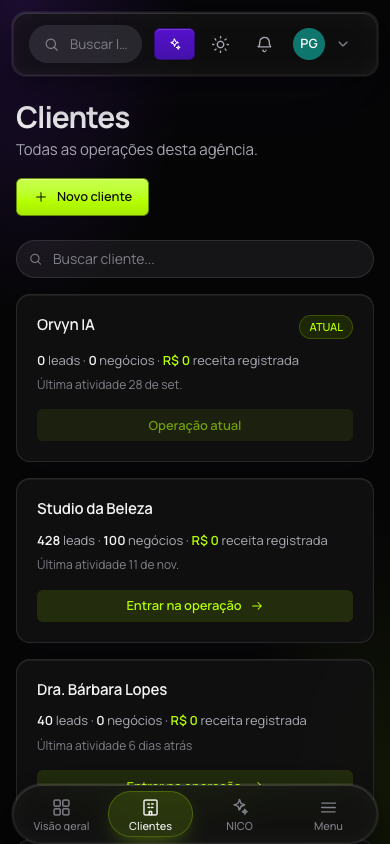 Buscar l...
PG
Clientes
Todas as operações desta agência.
+ Novo cliente
Buscar cliente...
Orvyn IA
ATUAL
0 leads · 0 negócios · R$ 0 receita registrada
Última atividade 28 de set.
Operação atual
Studio da Beleza
428 leads · 100 negócios · R$ 0 receita registrada
Última atividade 11 de nov.
Entrar na operação →
Dra. Bárbara Lopes
40 leads · 0 negócios · R$ 0 receita registrada
Última atividade 6 dias atrás
Entrar na operação →
Visão geral
Clientes
NICO
Menu